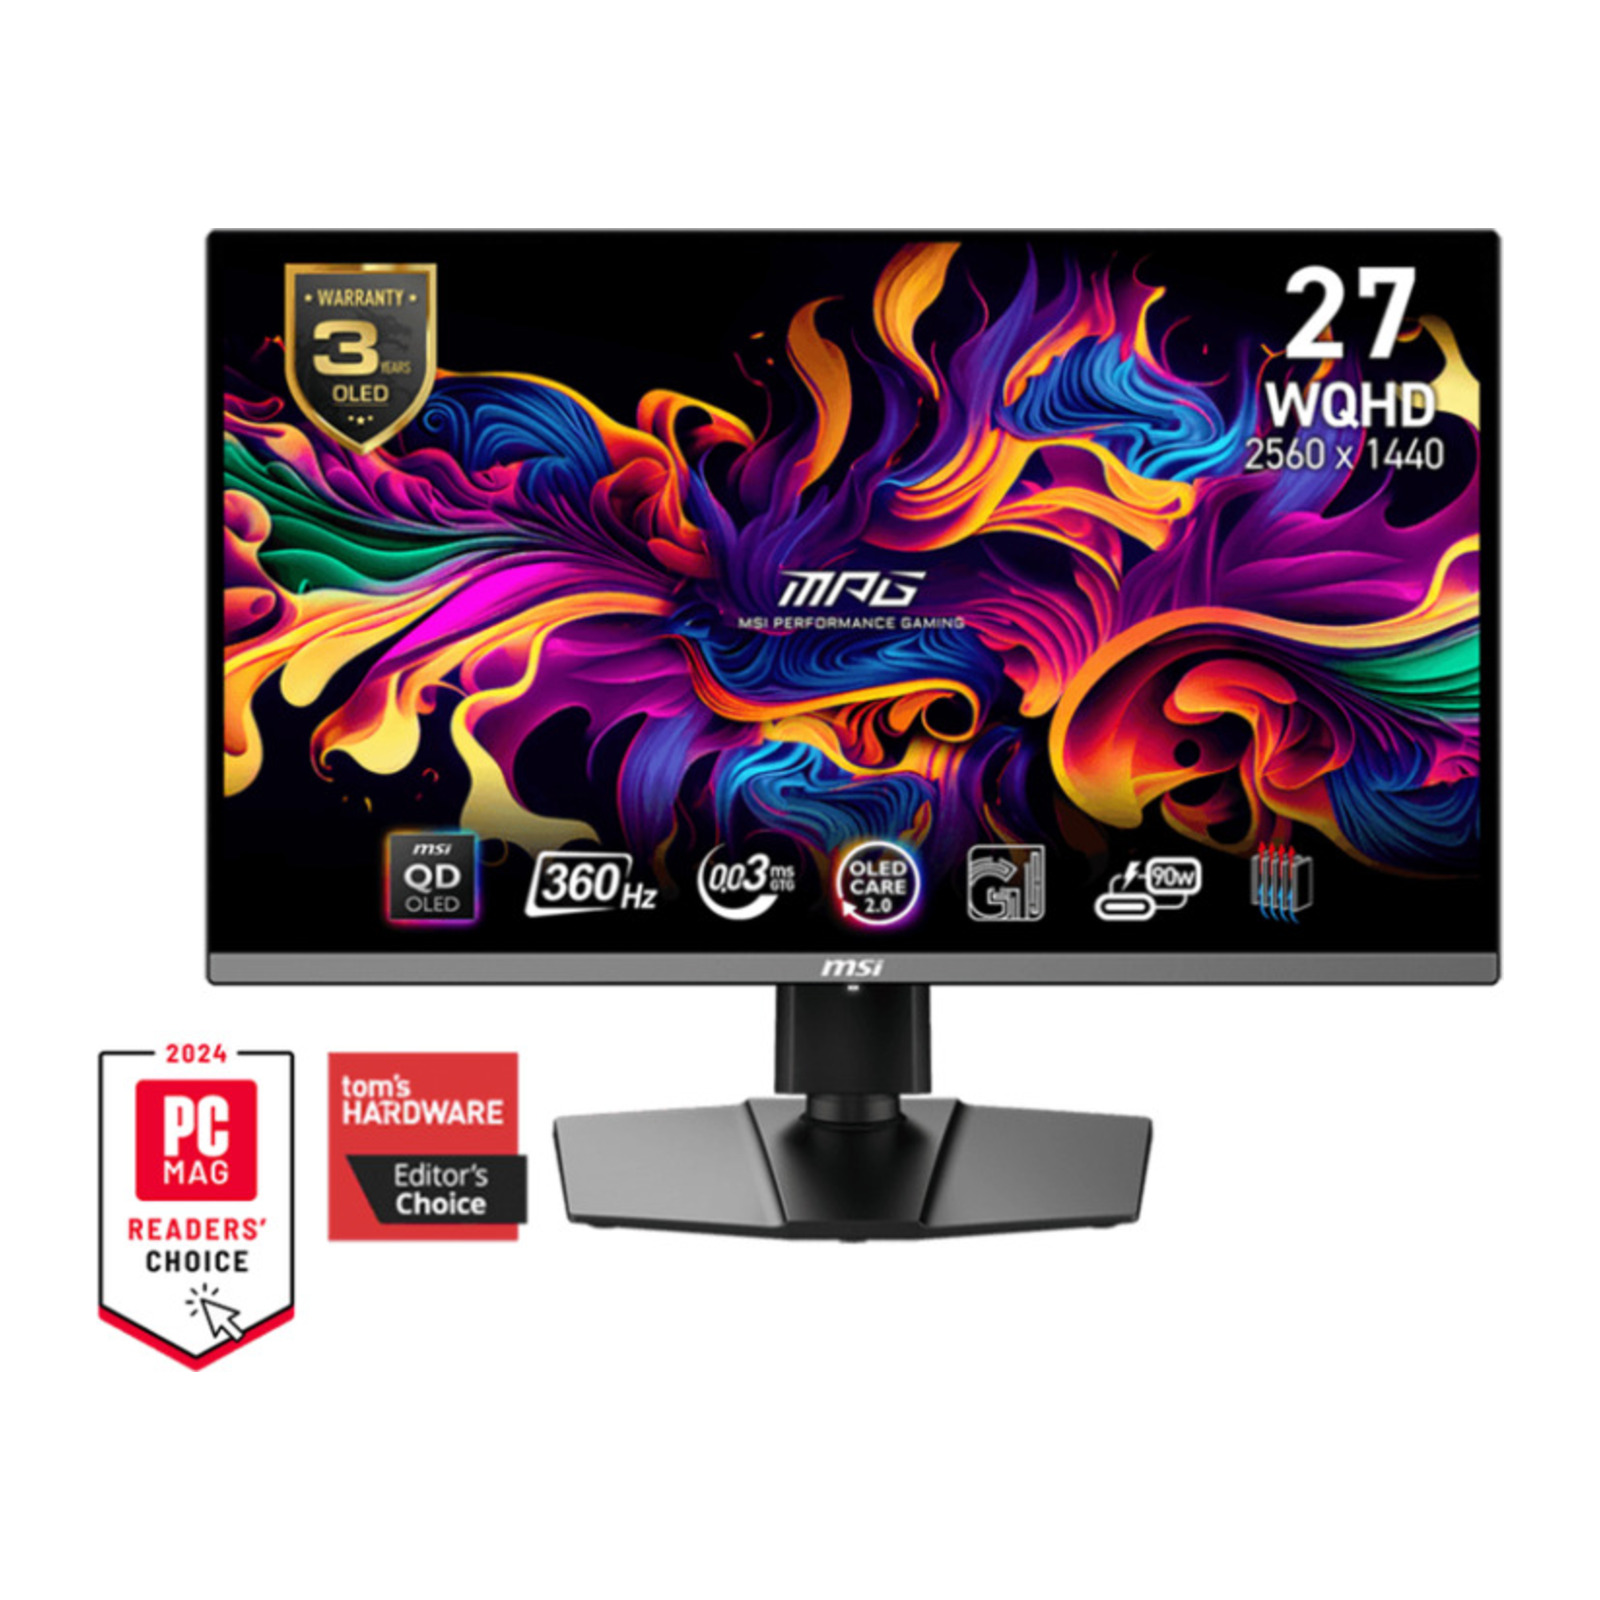 WARRANTY
3
YEARS
OLED
27
WQHD
2560 x 1440
MPG
MSI PERFORMANCE GAMING
msi
QD
OLED
360Hz
0.03ms
GTG
OLED
CARE
2.0
GI
90w
msi
2024
PC
MAG
READERS'
CHOICE
tom's
HARDWARE
Editor's
Choice